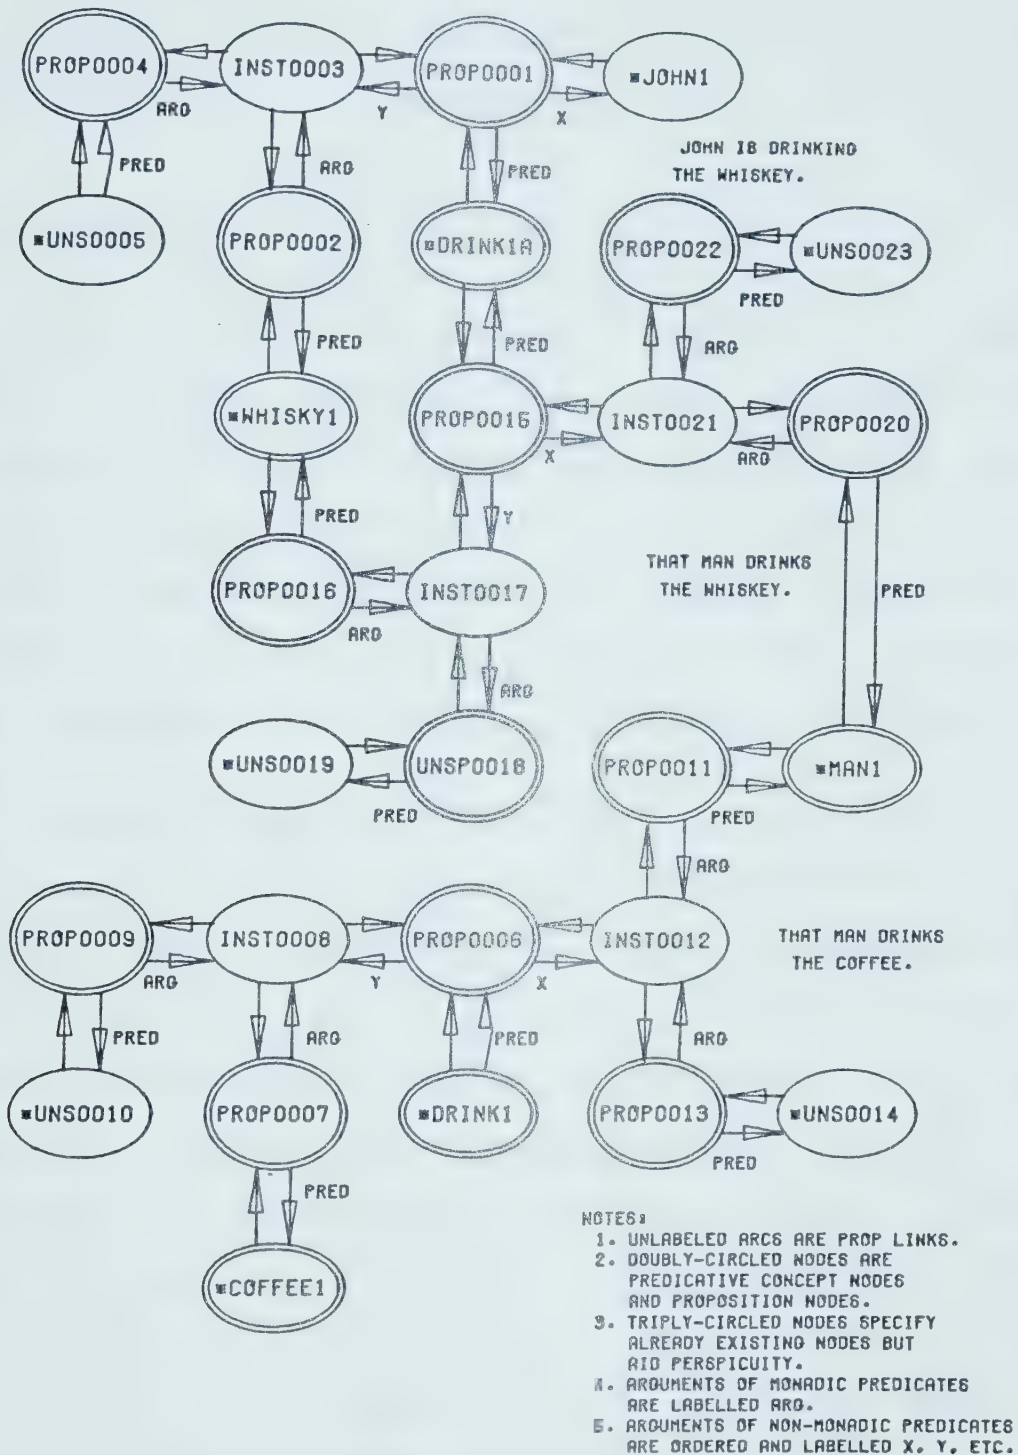 PROP0004 INST0003 PROP0001 *JOHN1
ARG Y X
PRED ARG PRED
JOHN IS DRINKING
THE WHISKEY.
*UNS0005 PROP0002 *DRINK1A PROP0022 *UNS0023
PRED
PRED PRED ARG
*WHISKY1 PROP0015 INST0021 PROP0020
X ARG
PRED Y
THAT MAN DRINKS
THE WHISKEY.
PRED
PROP0016 INST0017
ARG
ARG
*UNS0019 UNSP0018 PROP0011 *MAN1
PRED PRED
ARG
PROP0009 INST0008 PROP0006 INST0012
THAT MAN DRINKS
THE COFFEE.
ARG Y X
PRED ARG PRED ARG
*UNS0010 PROP0007 *DRINK1 PROP0013 *UNS0014
PRED
PRED
*COFFEE1
NOTES:
1. UNLABELED ARCS ARE PROP LINKS.
2. DOUBLY-CIRCLED NODES ARE
PREDICATIVE CONCEPT NODES
AND PROPOSITION NODES.
3. TRIPLY-CIRCLED NODES SPECIFY
ALREADY EXISTING NODES BUT
AID PERSPICUITY.
4. ARGUMENTS OF MONADIC PREDICATES
ARE LABELLED ARG.
5. ARGUMENTS OF NON-MONADIC PREDICATES
ARE ORDERED AND LABELLED X, Y, ETC.